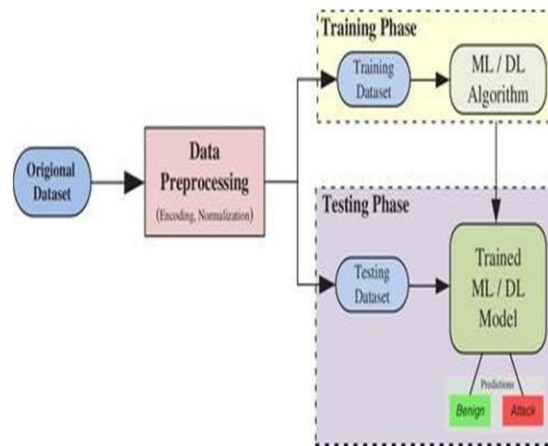 Training Phase
Training
Dataset
ML / DL
Algorithm
Origional
Dataset
Data
Preprocessing
(Encoding, Normalization)
Testing Phase
Testing
Dataset
Trained
ML / DL
Model
Predictions
Benign
Attack